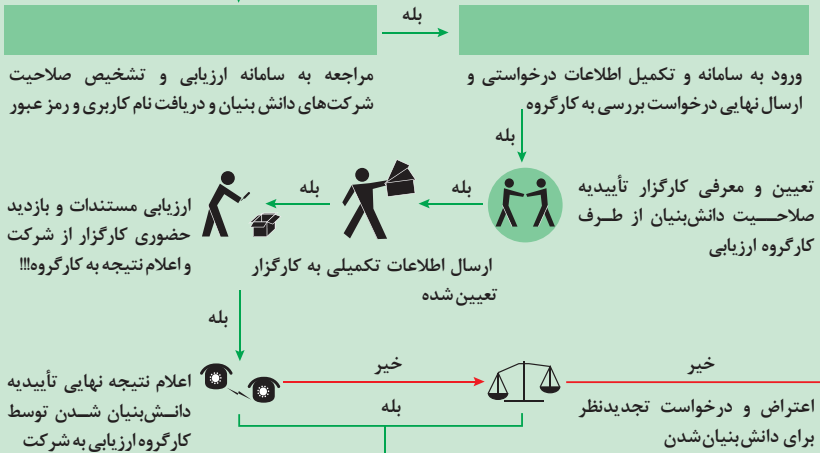 بله
ورود به سامانه و تکمیل اطلاعات درخواستی و
ارسال نهایی درخواست بررسی به کارگروه
مراجعه به سامانه ارزیابی و تشخیص صلاحیت
شرکت‌های دانش بنیان و دریافت نام کاربری و رمز عبور
بله
تعیین و معرفی کارگزار تأییدیه
صلاحیت دانش‌بنیان از طرف
کارگروه ارزیابی
بله
ارسال اطلاعات تکمیلی به کارگزار
تعیین‌شده
بله
ارزیابی مستندات و بازدید
حضوری کارگزار از شرکت
و اعلام نتیجه به کارگروه!!!
بله
اعلام نتیجه نهایی تأییدیه
دانش‌بنیان شدن توسط
کارگروه ارزیابی به شرکت
خیر
بله
خیر
اعتراض و درخواست تجدیدنظر
برای دانش‌بنیان‌شدن